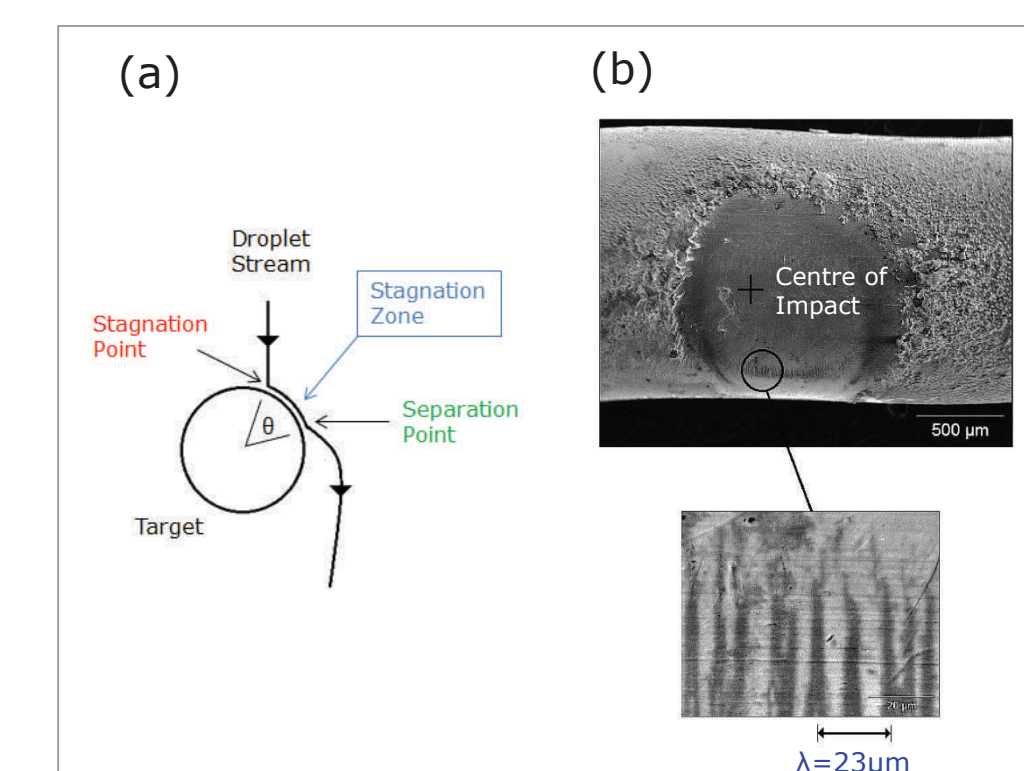 (a)
Droplet
Stream
Stagnation
Zone
Stagnation
Point
θ
Separation
Point
Target
(b)
Centre of
Impact
500 µm
20 µm
λ=23µm